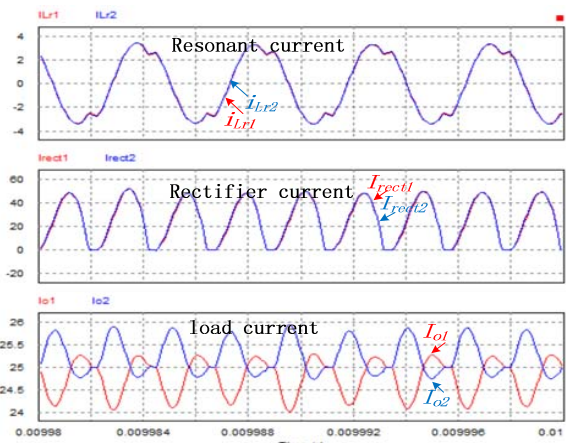 ILr1 ILr2
4
Resonant current
2
0
iLr2
-2
iLr1
-4
Irect1 Irect2
60
Rectifier current
Irect1
40
Irect2
20
0
-20
Io1 Io2
26
load current
25.5
Io1
25
24.5
Io2
24
0.00998 0.009984 0.009988 0.009992 0.009996 0.01